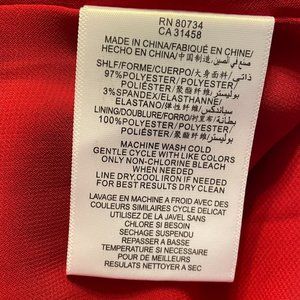 RN 80734
CA 31458
MADE IN CHINA/FABRIQUÉ EN CHINE/
HECHO EN CHINA/中国制造/صنع في الصين
SHLF/FORME/CUERPO/大身面料/ذاتي/
97%POLYESTER/POLYESTER/
POLIÉSTER/聚酯纤维/بوليستر/
3%SPANDEX/ELASTHANNE/
ELASTANO/弹性纤维/سباندكس/
LINING/DOUBLURE/FORRO/衬里布/بطانة/
100%POLYESTER/POLYESTER/
POLIÉSTER/聚酯纤维/بوليستر
MACHINE WASH COLD
GENTLE CYCLE WITH LIKE COLORS
ONLY NON-CHLORINE BLEACH
WHEN NEEDED
LINE DRY,COOL IRON IF NEEDED
FOR BEST RESULTS DRY CLEAN
LAVAGE EN MACHINE A FROID AVEC DES
COULEURS SIMILAIRES CYCLE DELICAT
UTILISEZ DE LA JAVEL SANS
CHLORE SI BESOIN
SECHAGE SUSPENDU
REPASSER A BASSE
TEMPERATURE SI NECESSAIRE
POUR DE MEILLEURS
RESULATS NETTOYER A SEC